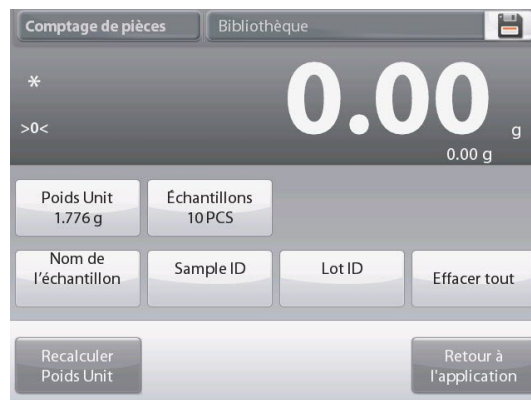 Comptage de pièces
Bibliothèque
*
0.00
>0<
g
0.00 g
Poids Unit
1.776 g
Échantillons
10 PCS
Nom de
l'échantillon
Sample ID
Lot ID
Effacer tout
Recalculer
Poids Unit
Retour à
l'application